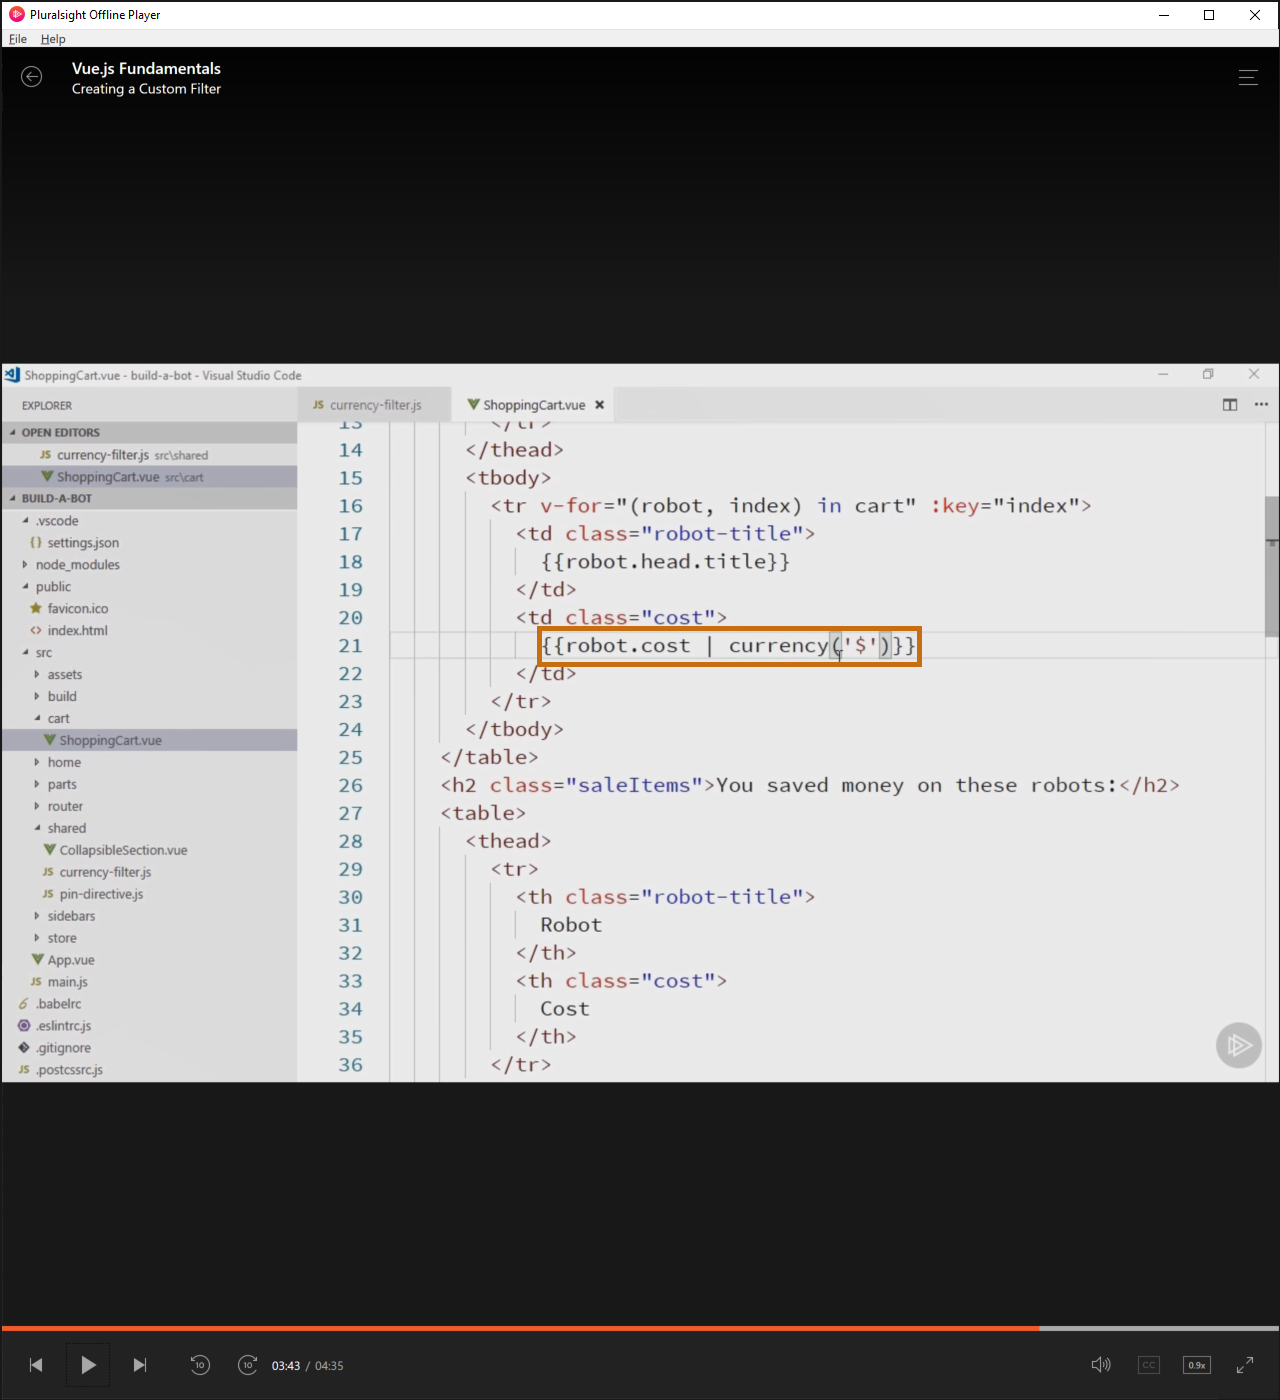 Pluralsight Offline Player
File Help
Vue.js Fundamentals
Creating a Custom Filter
ShoppingCart.vue - build-a-bot - Visual Studio Code
EXPLORER
OPEN EDITORS
JS currency-filter.js src\shared
ShoppingCart.vue src\cart
BUILD-A-BOT
.vscode
{} settings.json
node_modules
public
favicon.ico
<> index.html
src
assets
build
cart
ShoppingCart.vue
home
parts
router
shared
CollapsibleSection.vue
JS currency-filter.js
JS pin-directive.js
sidebars
store
App.vue
JS main.js
.babelrc
.eslintrc.js
.gitignore
JS .postcssrc.js
JS currency-filter.js ShoppingCart.vue
13 </tr>
14 </thead>
15 <tbody>
16 <tr v-for="(robot, index) in cart" :key="index">
17 <td class="robot-title">
18 {{robot.head.title}}
19 </td>
20 <td class="cost">
21 {{robot.cost | currency('$')}}
22 </td>
23 </tr>
24 </tbody>
25 </table>
26 <h2 class="saleItems">You saved money on these robots:</h2>
27 <table>
28 <thead>
29 <tr>
30 <th class="robot-title">
31 Robot
32 </th>
33 <th class="cost">
34 Cost
35 </th>
36 </tr>
10 10 03:43 / 04:35 CC 0.9x